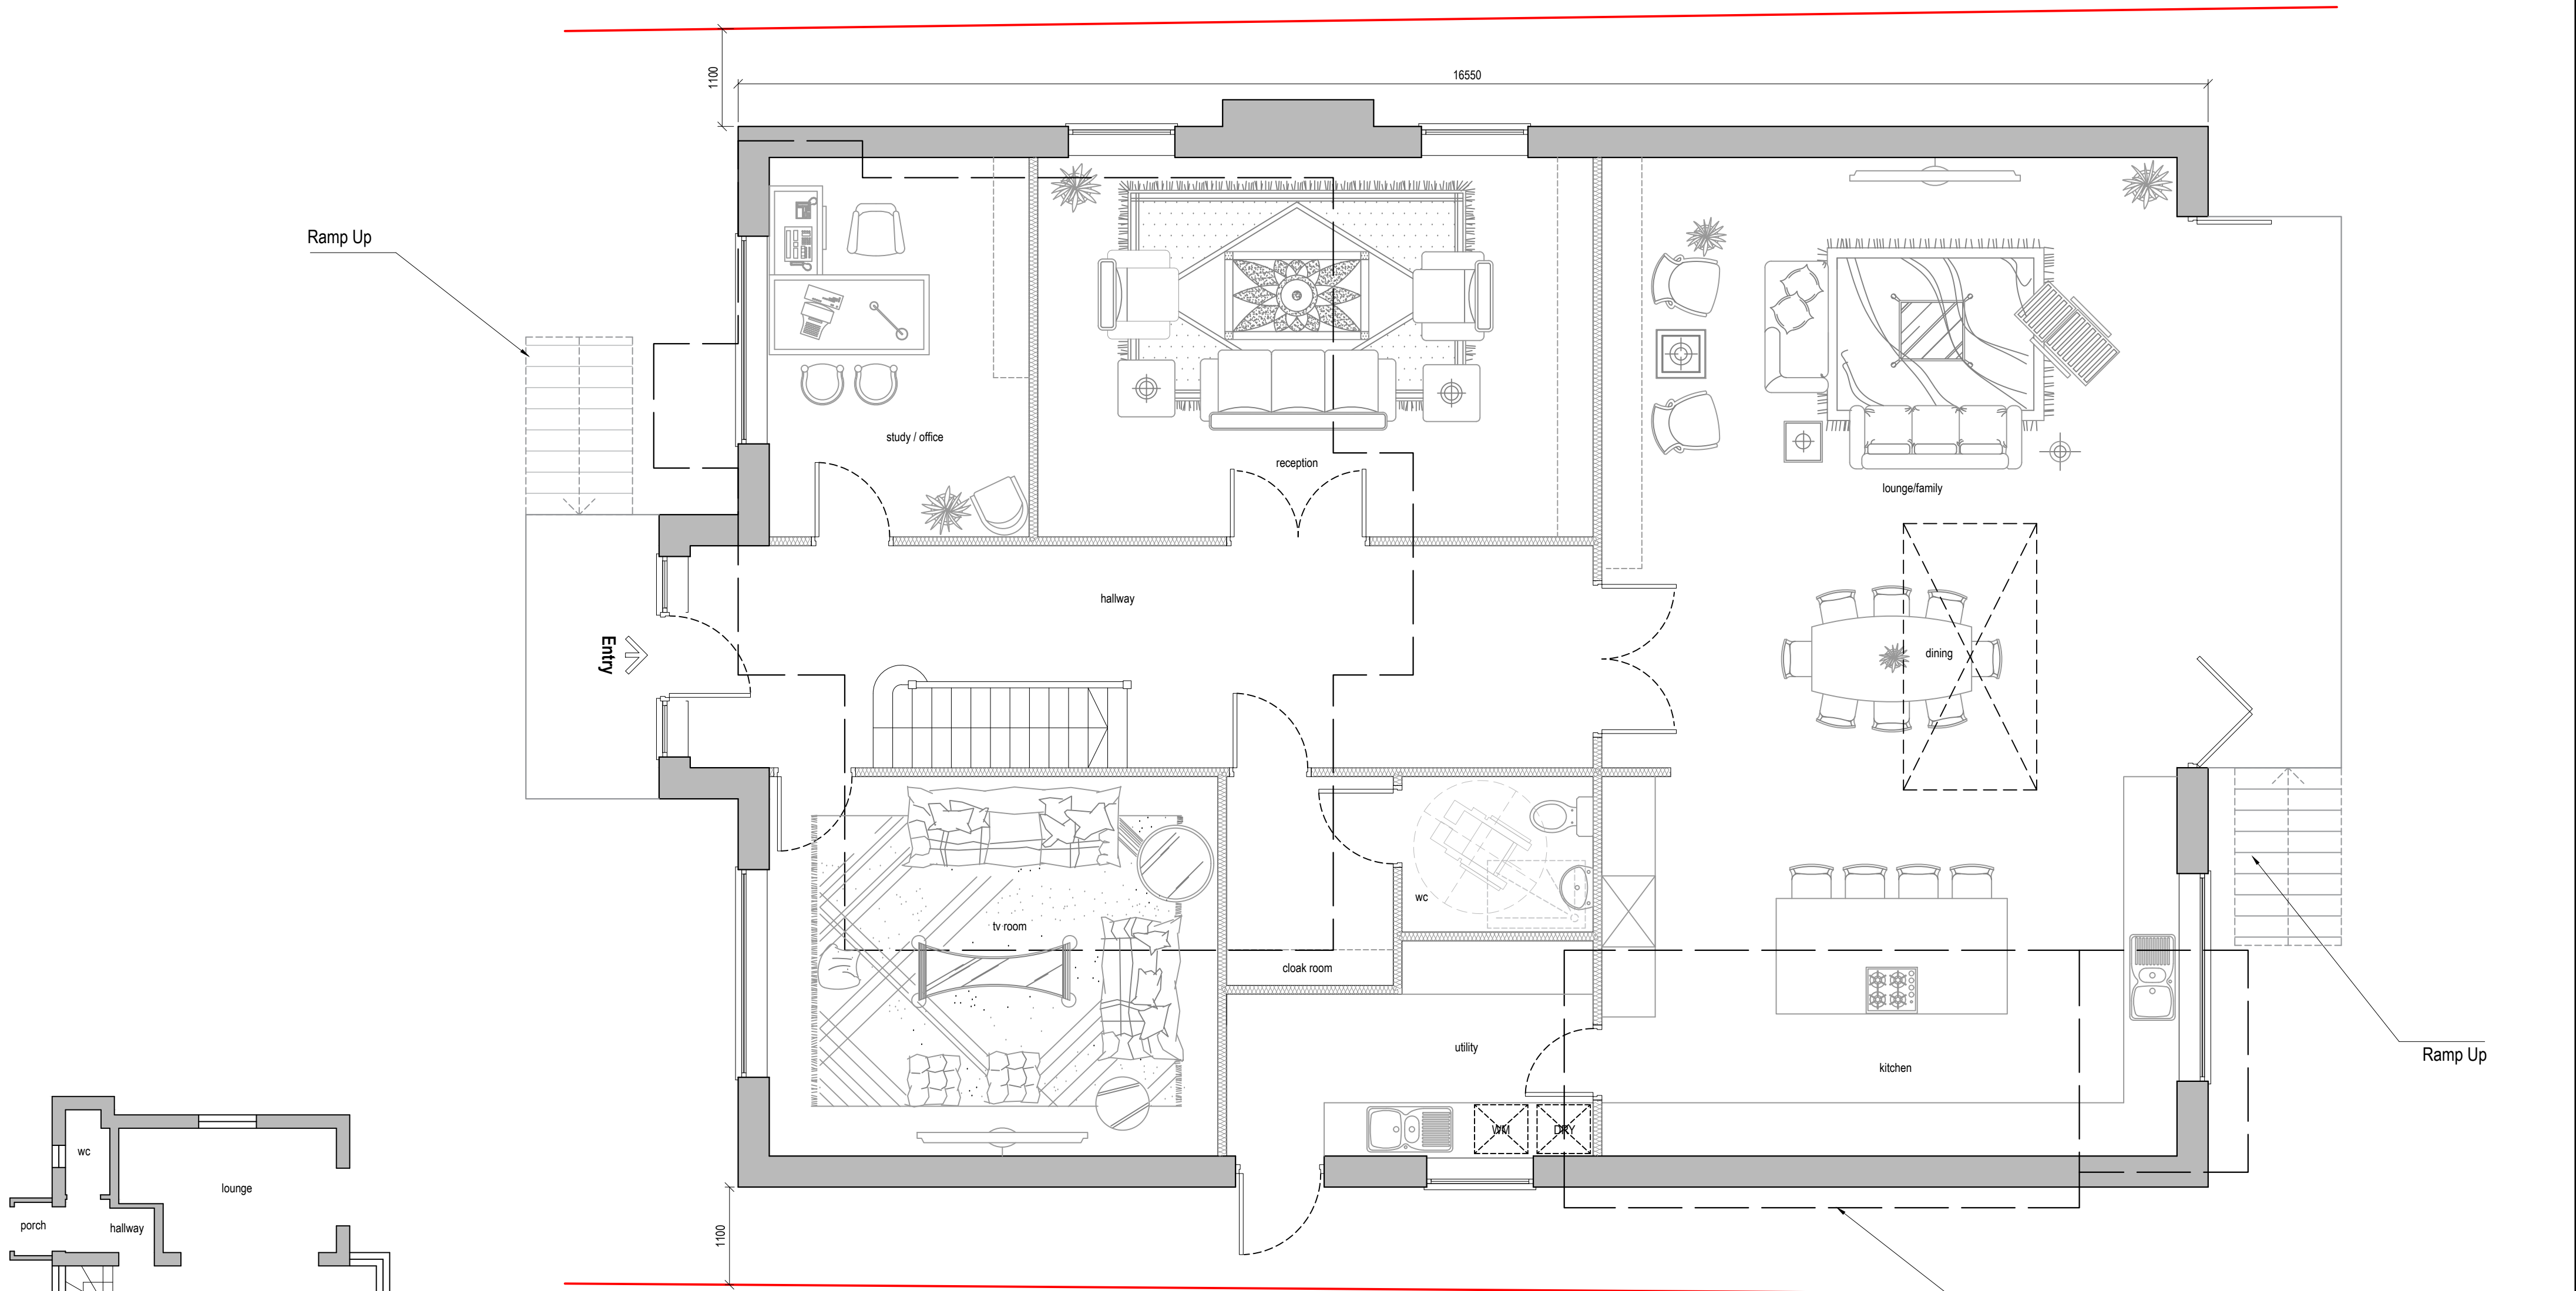 1100
16550
Ramp Up
study / office
reception
lounge/family
hallway
Entry
dining
wc
tv room
cloak room
utility
kitchen
Ramp Up
WM
DRY
wc
lounge
porch
hallway
1100